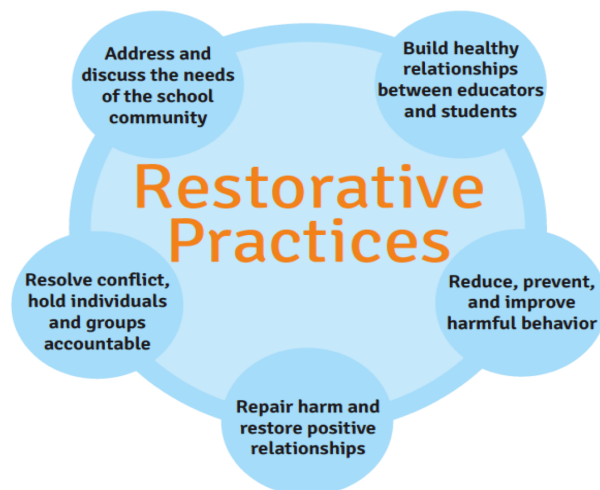 Address and
discuss the needs
of the school
community
Build healthy
relationships
between educators
and students
Restorative
Practices
Resolve conflict,
hold individuals
and groups
accountable
Reduce, prevent,
and improve
harmful behavior
Repair harm and
restore positive
relationships